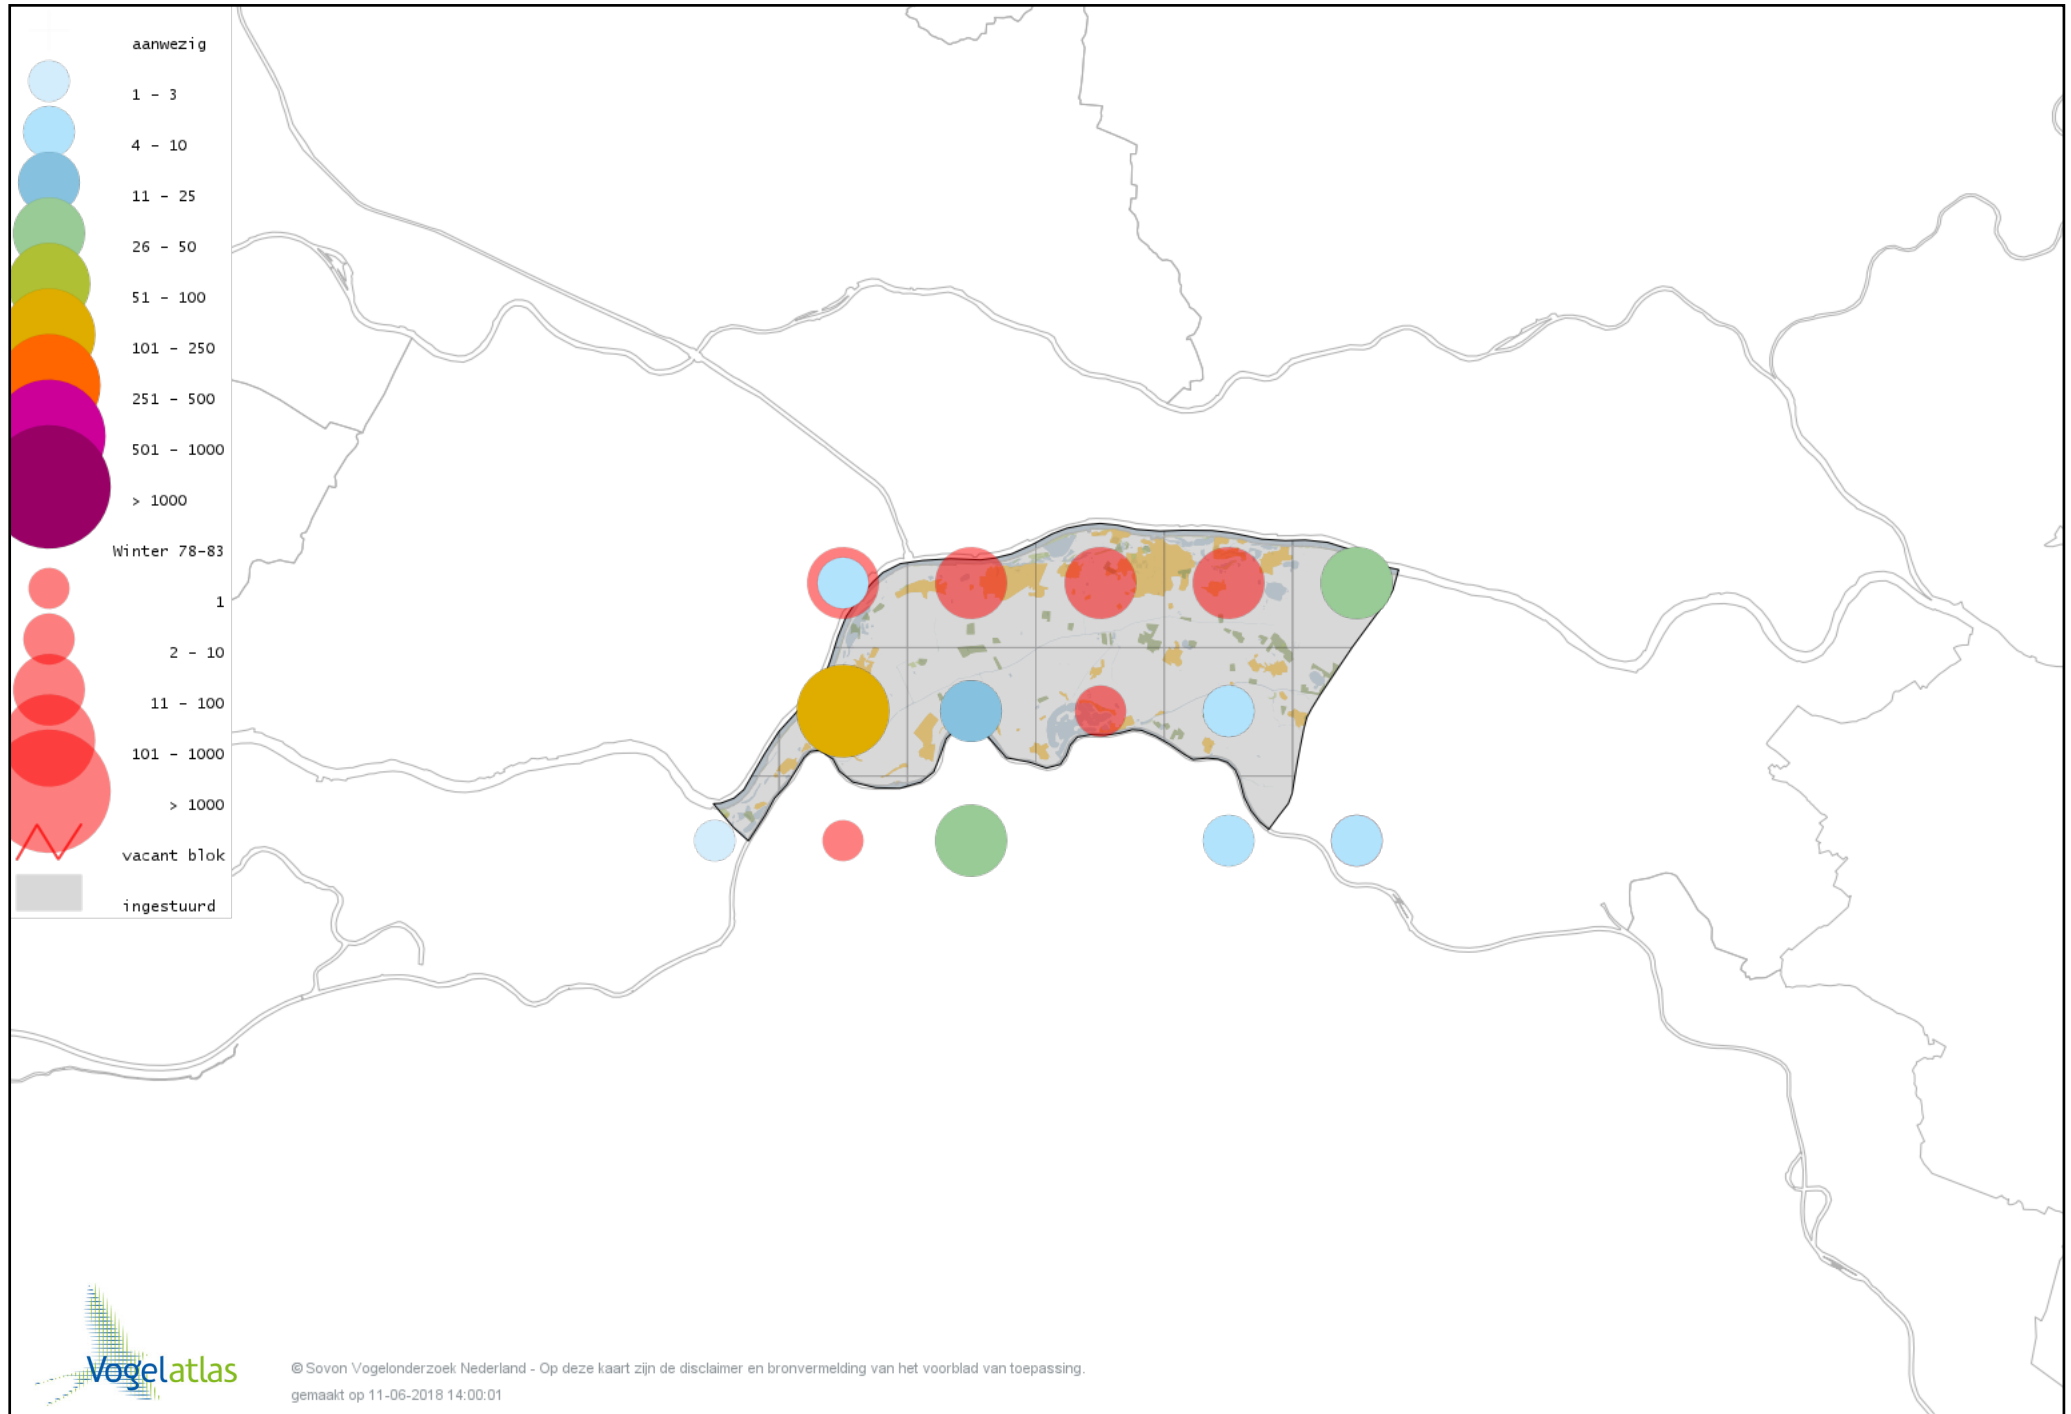 aanwezig
1 - 3
4 - 10
11 - 25
26 - 50
51 - 100
101 - 250
251 - 500
501 - 1000
> 1000
Winter 78-83
1
2 - 10
11 - 100
101 - 1000
> 1000
vacant blok
ingestuurd
Vogelatlas
© Sovon Vogelonderzoek Nederland - Op deze kaart zijn de disclaimer en bronvermelding van het voorblad van toepassing.
gemaakt op 11-06-2018 14:00:01